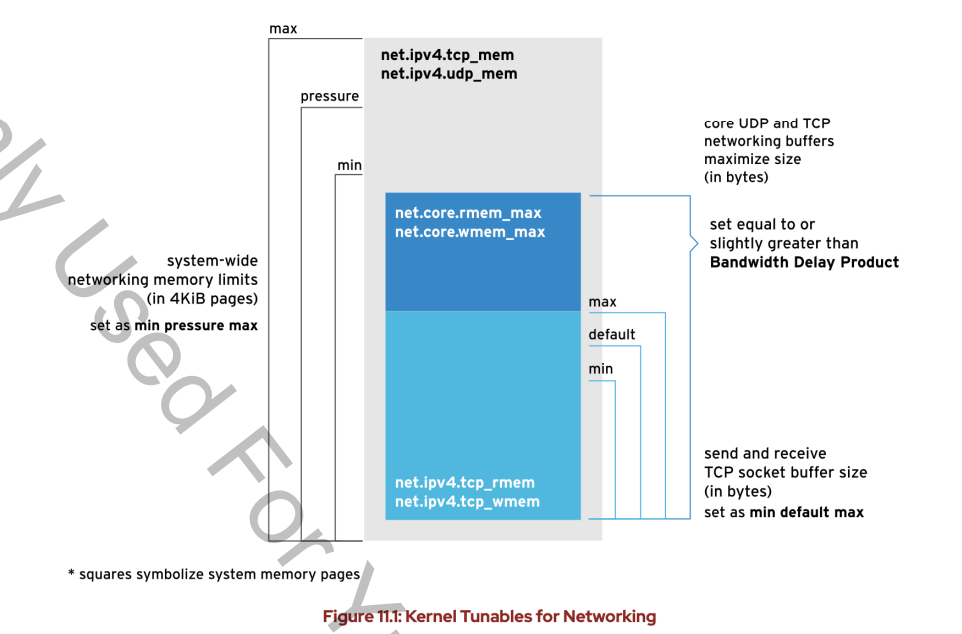 max
net.ipv4.tcp_mem
net.ipv4.udp_mem
pressure
min
core UDP and TCP
networking buffers
maximize size
(in bytes)
net.core.rmem_max
net.core.wmem_max
set equal to or
slightly greater than
Bandwidth Delay Product
system-wide
networking memory limits
(in 4KiB pages)
set as min pressure max
max
default
min
send and receive
TCP socket buffer size
(in bytes)
set as min default max
net.ipv4.tcp_rmem
net.ipv4.tcp_wmem
* squares symbolize system memory pages
Figure 11.1: Kernel Tunables for Networking
Used For